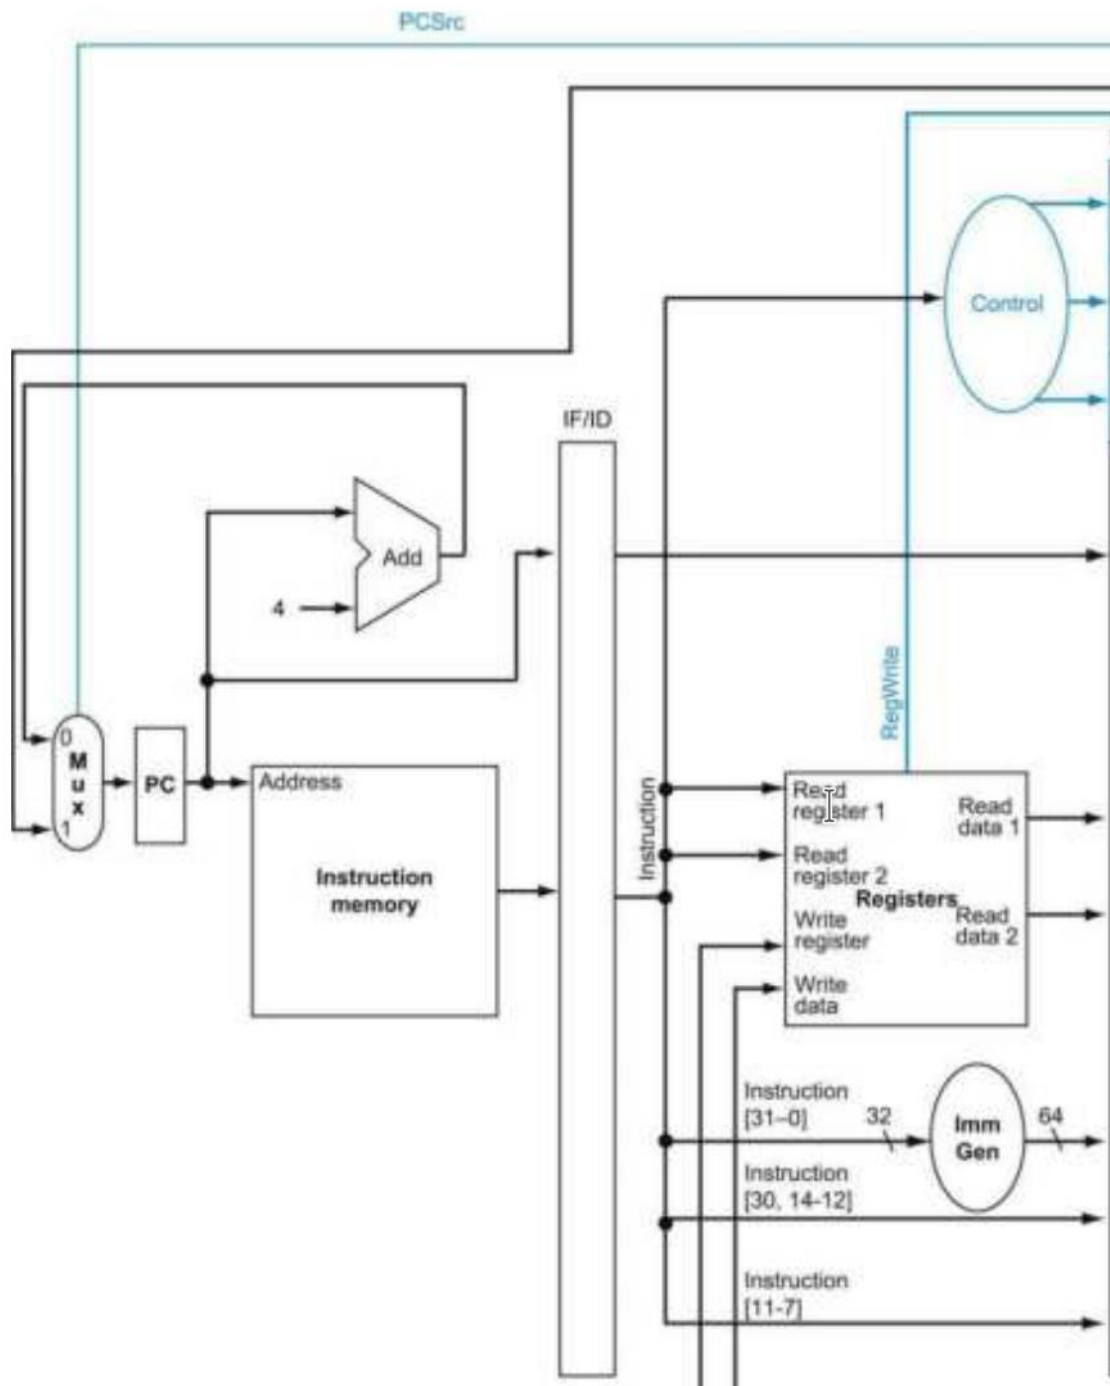 PCSrc
Control
IF/ID
Add
4
RegWrite
0
M
u
x
1
PC
Address
Instruction
memory
Instruction
Read
register 1
Read
register 2
Write
register
Write
data
Registers
Read
data 1
Read
data 2
Instruction
[31–0]
32
Imm
Gen
64
Instruction
[30, 14-12]
Instruction
[11-7]